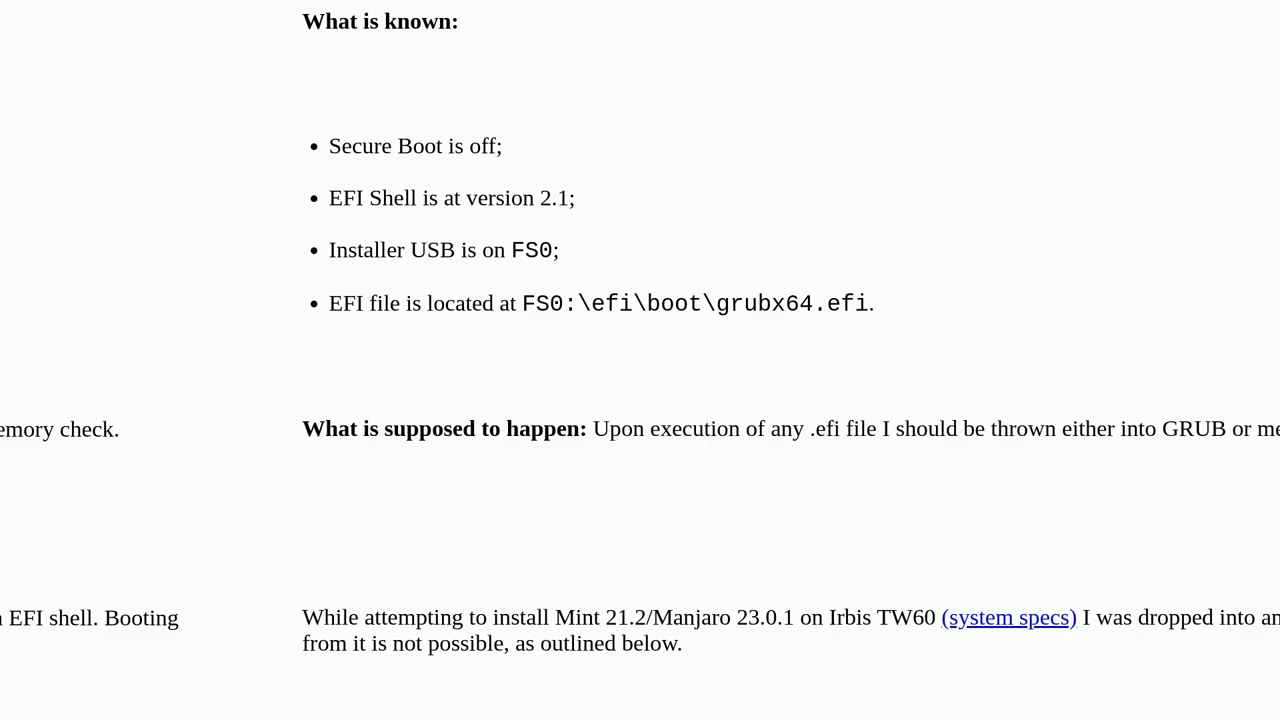 What is known:
• Secure Boot is off;
• EFI Shell is at version 2.1;
• Installer USB is on FS0;
• EFI file is located at FS0:\efi\boot\grubx64.efi.
emory check.
What is supposed to happen: Upon execution of any .efi file I should be thrown either into GRUB or me
EFI shell. Booting
While attempting to install Mint 21.2/Manjaro 23.0.1 on Irbis TW60 (system specs) I was dropped into an
from it is not possible, as outlined below.